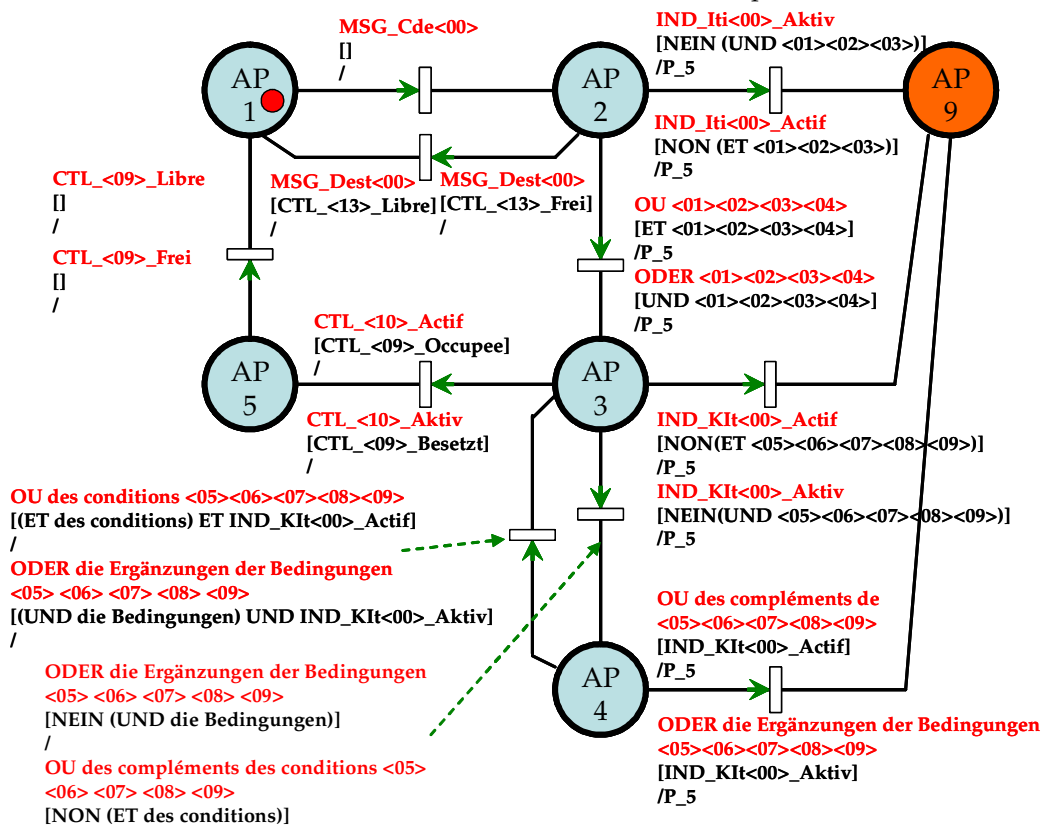 MSG_Cde<00>
[]
/
IND_Iti<00>_Aktiv
[NEIN (UND <01><02><03>)]
/P_5
AP
1
AP
2
AP
9
IND_Iti<00>_Actif
[NON (ET <01><02><03>)]
/P_5
CTL_<09>_Libre
[]
/
CTL_<09>_Frei
[]
/
MSG_Dest<00>
[CTL_<13>_Libre]
/
MSG_Dest<00>
[CTL_<13>_Frei]
/
OU <01><02><03><04>
[ET <01><02><03><04>]
/P_5
ODER <01><02><03><04>
[UND <01><02><03><04>]
/P_5
CTL_<10>_Actif
[CTL_<09>_Occupee]
/
AP
5
AP
3
CTL_<10>_Aktiv
[CTL_<09>_Besetzt]
/
IND_KIt<00>_Actif
[NON(ET <05><06><07><08><09>)]
/P_5
IND_KIt<00>_Aktiv
[NEIN(UND <05><06><07><08><09>)]
/P_5
OU des conditions <05><06><07><08><09>
[(ET des conditions) ET IND_KIt<00>_Actif]
/
ODER die Ergänzungen der Bedingungen
<05> <06> <07> <08> <09>
[(UND die Bedingungen) UND IND_KIt<00>_Aktiv]
/
OU des compléments de
<05><06><07><08><09>
[IND_KIt<00>_Actif]
/P_5
AP
4
ODER die Ergänzungen der Bedingungen
<05> <06> <07> <08> <09>
[NEIN (UND die Bedingungen)]
/
OU des compléments des conditions <05>
<06> <07> <08> <09>
[NON (ET des conditions)]
ODER die Ergänzungen der Bedingungen
<05><06><07><08><09>
[IND_KIt<00>_Aktiv]
/P_5